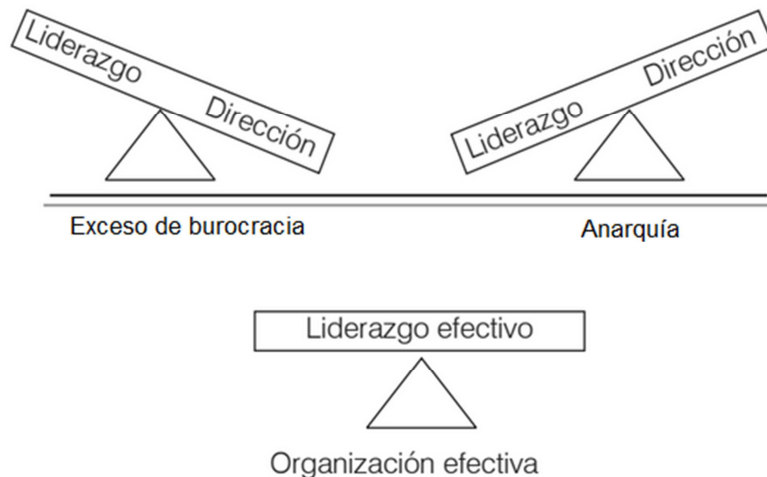 Liderazgo Dirección
Liderazgo Dirección
Exceso de burocracia
Anarquía
Liderazgo efectivo
Organización efectiva